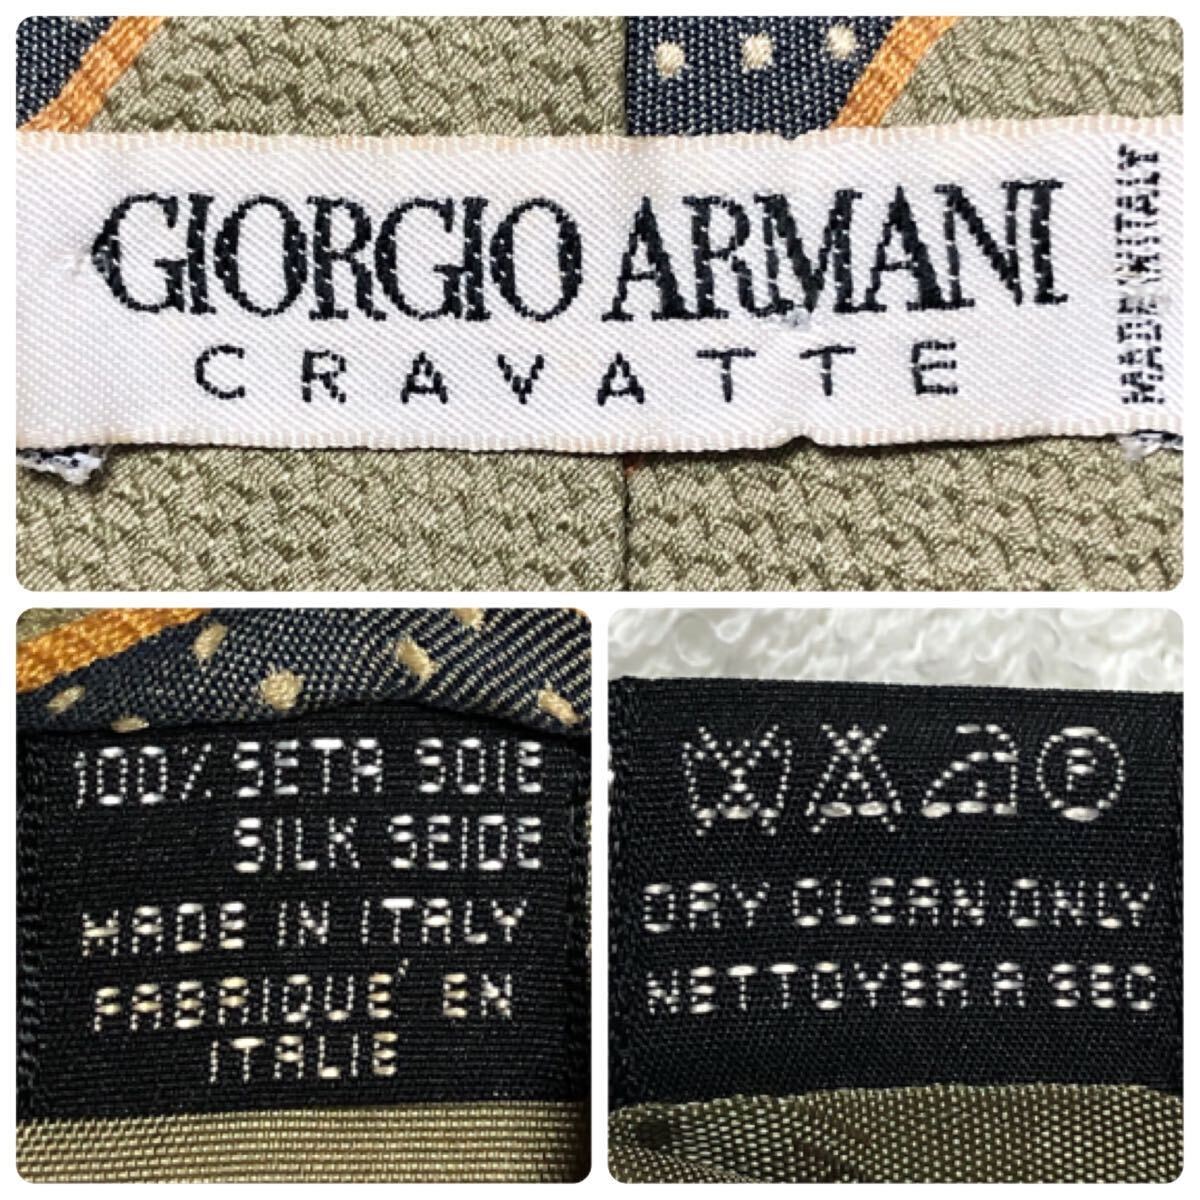 GIORGIO ARMANI
CRAVATTE
MADE IN ITALY
100% SETA SOIE
SILK SEIDE
MADE IN ITALY
FABRIQUÉ EN
ITALIE
P
DRY CLEAN ONLY
NETTOYER A SEC